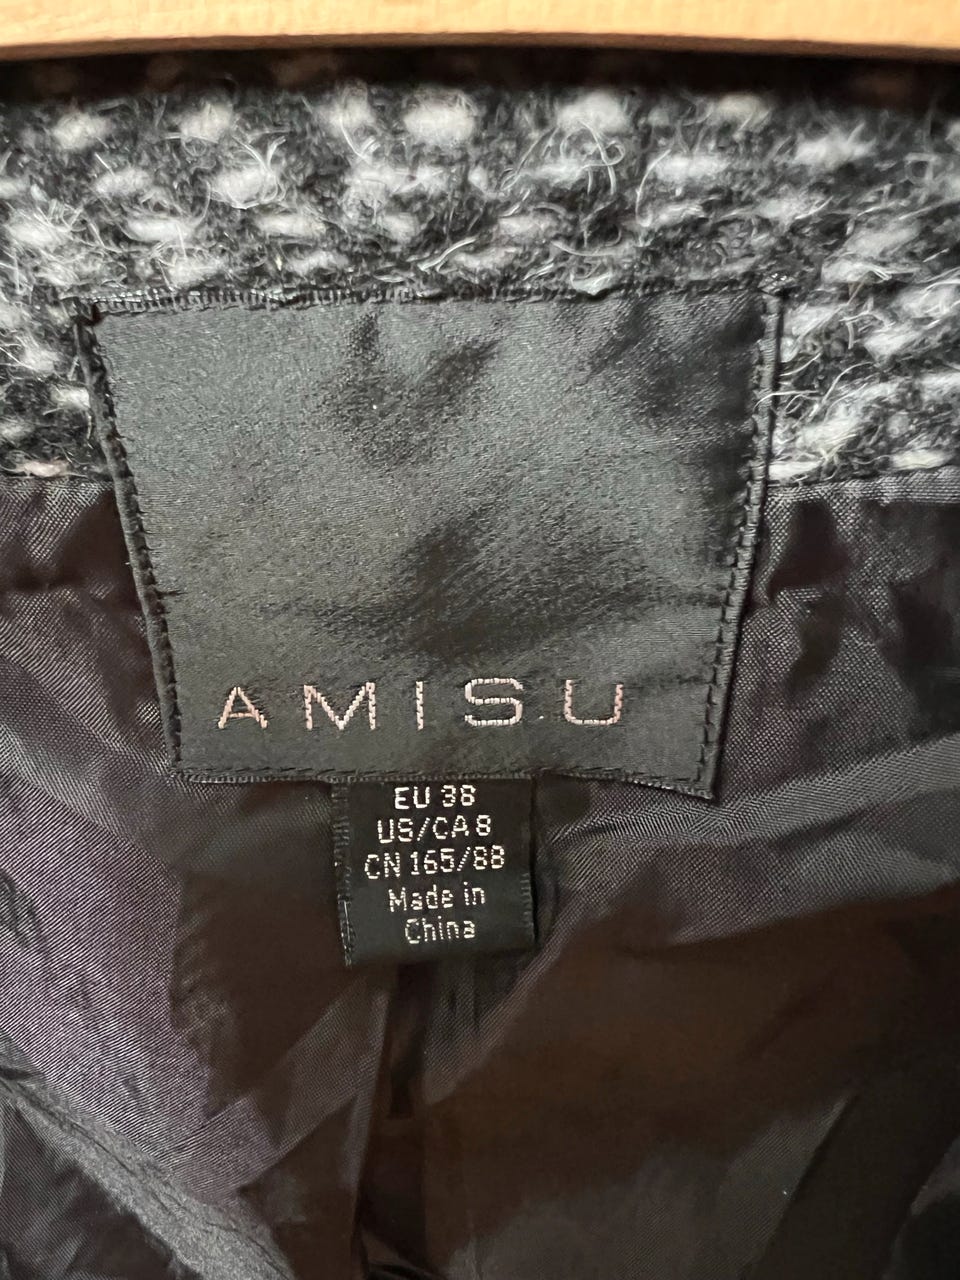 AMISU
EU 38
US/CA 8
CN 165/88
Made in
China